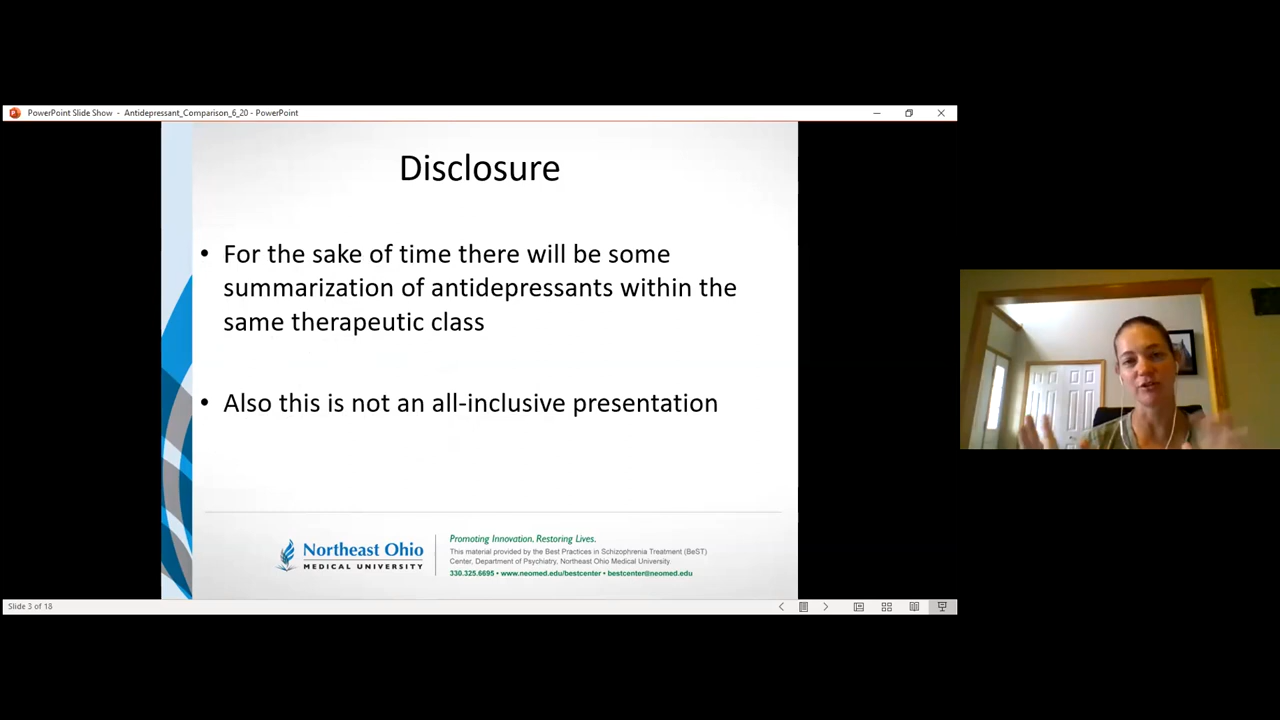 PowerPoint Slide Show - Antidepressant_Comparison_6_20 - PowerPoint
Disclosure
• For the sake of time there will be some
summarization of antidepressants within the
same therapeutic class
• Also this is not an all-inclusive presentation
Northeast Ohio
MEDICAL UNIVERSITY
Promoting Innovation. Restoring Lives.
This material provided by the Best Practices in Schizophrenia Treatment (BeST)
Center, Department of Psychiatry, Northeast Ohio Medical University
330.325.6695 • www.neomed.edu/bestcenter • bestcenter@neomed.edu
Slide 3 of 18